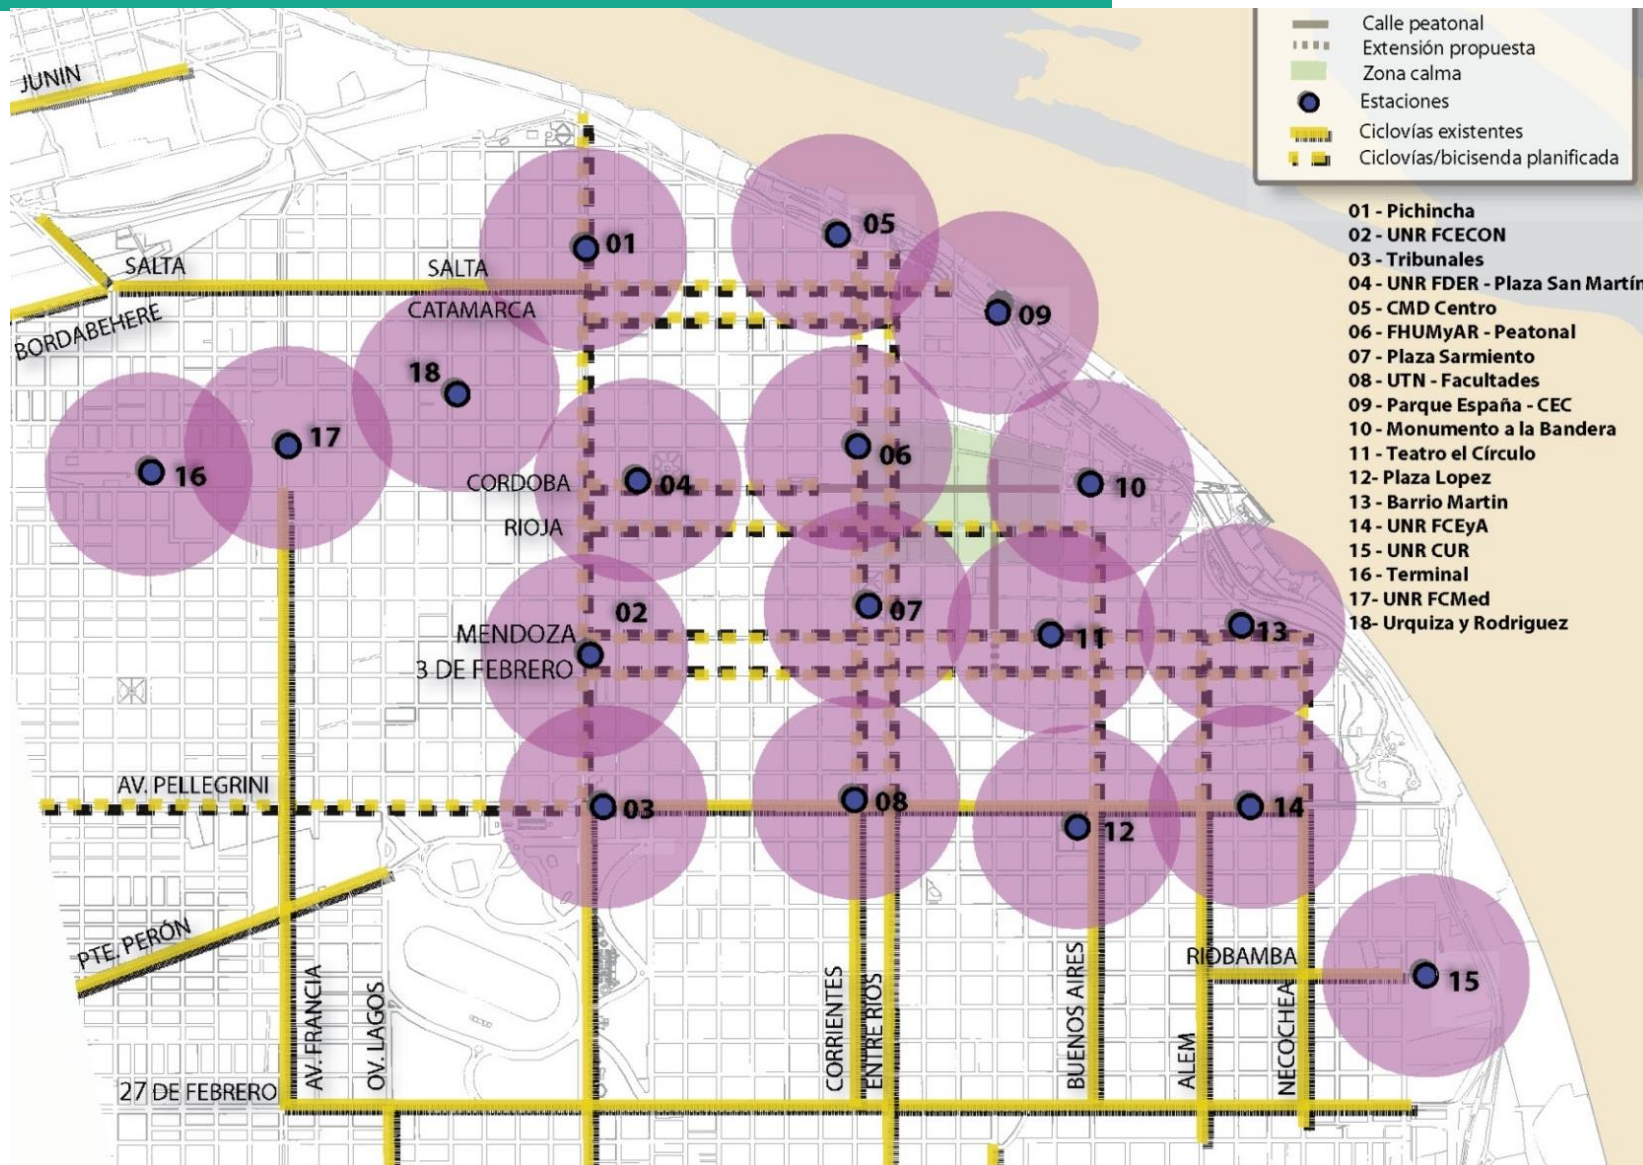 Calle peatonal
Extensión propuesta
Zona calma
Estaciones
Ciclovías existentes
Ciclovías/bicisenda planificada
01 - Pichincha
02 - UNR FCECON
03 - Tribunales
04 - UNR FDER - Plaza San Martín
05 - CMD Centro
06 - FHUMyAR - Peatonal
07 - Plaza Sarmiento
08 - UTN - Facultades
09 - Parque España - CEC
10 - Monumento a la Bandera
11 - Teatro el Círculo
12- Plaza Lopez
13 - Barrio Martin
14 - UNR FCEyA
15 - UNR CUR
16 - Terminal
17- UNR FCMed
18- Urquiza y Rodriguez
JUNIN
01
05
SALTA
SALTA
CATAMARCA
BORDABEHERE
09
18
17
06
16
CORDOBA
04
10
RIOJA
02
07
MENDOZA
11
13
3 DE FEBRERO
AV. PELLEGRINI
03
08
12
14
PTE. PERÓN
RIOBAMBA
15
AV. FRANCIA
OV. LAGOS
CORRIENTES
ENTRE RIOS
BUENOS AIRES
ALEM
NECOCHEA
27 DE FEBRERO